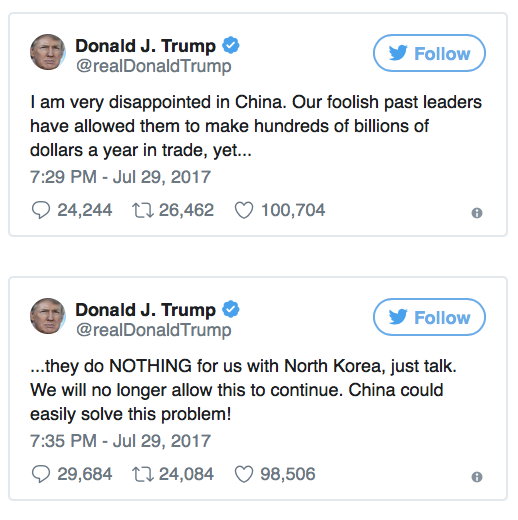 Donald J. Trump
@realDonaldTrump
Follow
I am very disappointed in China. Our foolish past leaders
have allowed them to make hundreds of billions of
dollars a year in trade, yet...
7:29 PM - Jul 29, 2017
24,244 26,462 100,704
Donald J. Trump
@realDonaldTrump
Follow
...they do NOTHING for us with North Korea, just talk.
We will no longer allow this to continue. China could
easily solve this problem!
7:35 PM - Jul 29, 2017
29,684 24,084 98,506